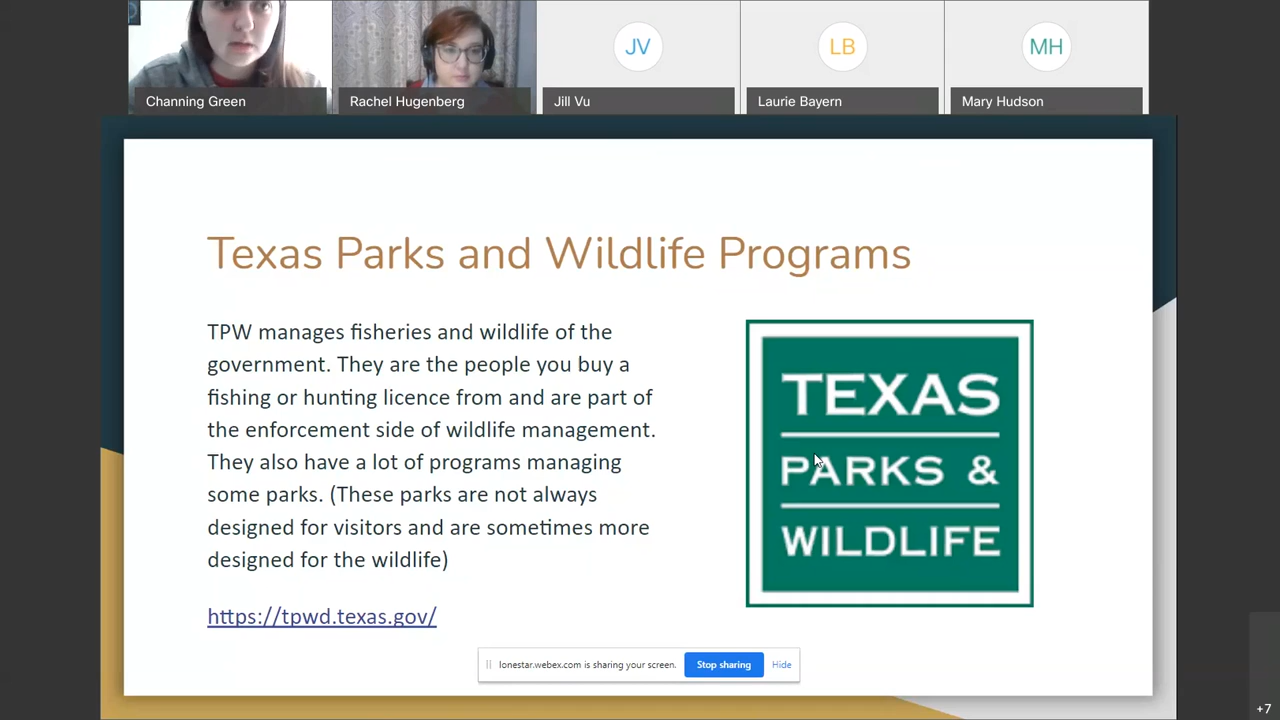 JV
LB
MH
Channing Green
Rachel Hugenberg
Jill Vu
Laurie Bayern
Mary Hudson
Texas Parks and Wildlife Programs
TPW manages fisheries and wildlife of the
government. They are the people you buy a
fishing or hunting licence from and are part of
the enforcement side of wildlife management.
They also have a lot of programs managing
some parks. (These parks are not always
designed for visitors and are sometimes more
designed for the wildlife)
https://tpwd.texas.gov/
TEXAS
PARKS &
WILDLIFE
lonestar.webex.com is sharing your screen.
Stop sharing
Hide
+7